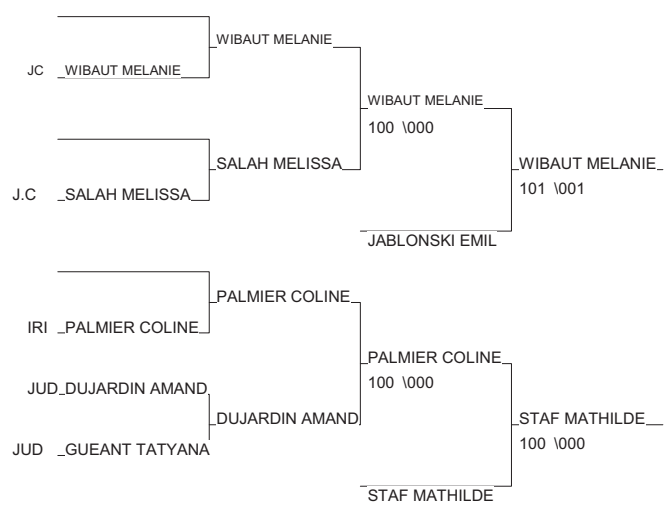 WIBAUT MELANIE
JC WIBAUT MELANIE
WIBAUT MELANIE
100 \000
SALAH MELISSA
WIBAUT MELANIE
101 \001
J.C SALAH MELISSA
JABLONSKI EMIL
PALMIER COLINE
IRI PALMIER COLINE
PALMIER COLINE
100 \000
JUD DUJARDIN AMAND
DUJARDIN AMAND
STAF MATHILDE
100 \000
JUD GUEANT TATYANA
STAF MATHILDE